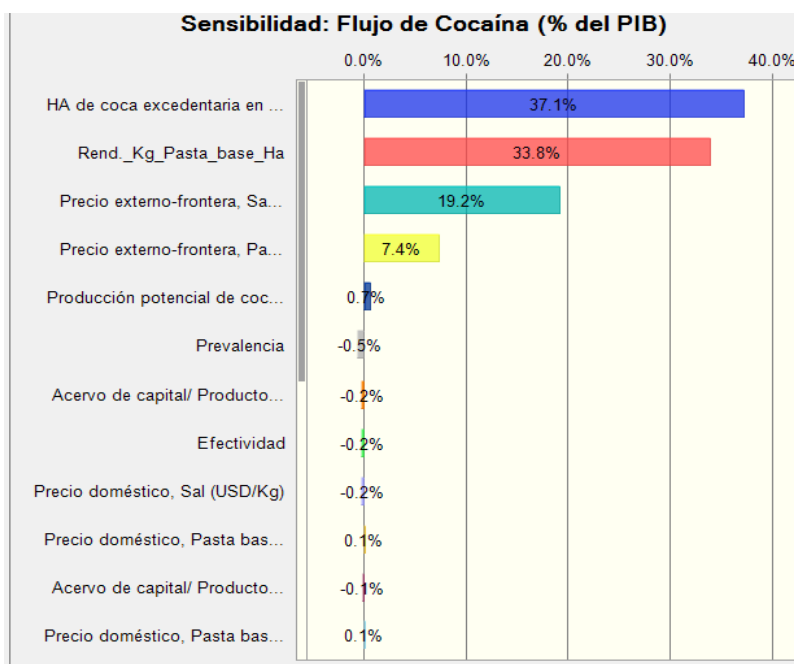 Sensibilidad: Flujo de Cocaína (% del PIB)
0.0% 10.0% 20.0% 30.0% 40.0%
HA de coca excedentaria en ... 37.1%
Rend._Kg_Pasta_base_Ha 33.8%
Precio externo-frontera, Sa... 19.2%
Precio externo-frontera, Pa... 7.4%
Producción potencial de coc... 0.7%
Prevalencia -0.5%
Acervo de capital/ Producto... -0.2%
Efectividad -0.2%
Precio doméstico, Sal (USD/Kg) -0.2%
Precio doméstico, Pasta bas... 0.1%
Acervo de capital/ Producto... -0.1%
Precio doméstico, Pasta bas... 0.1%